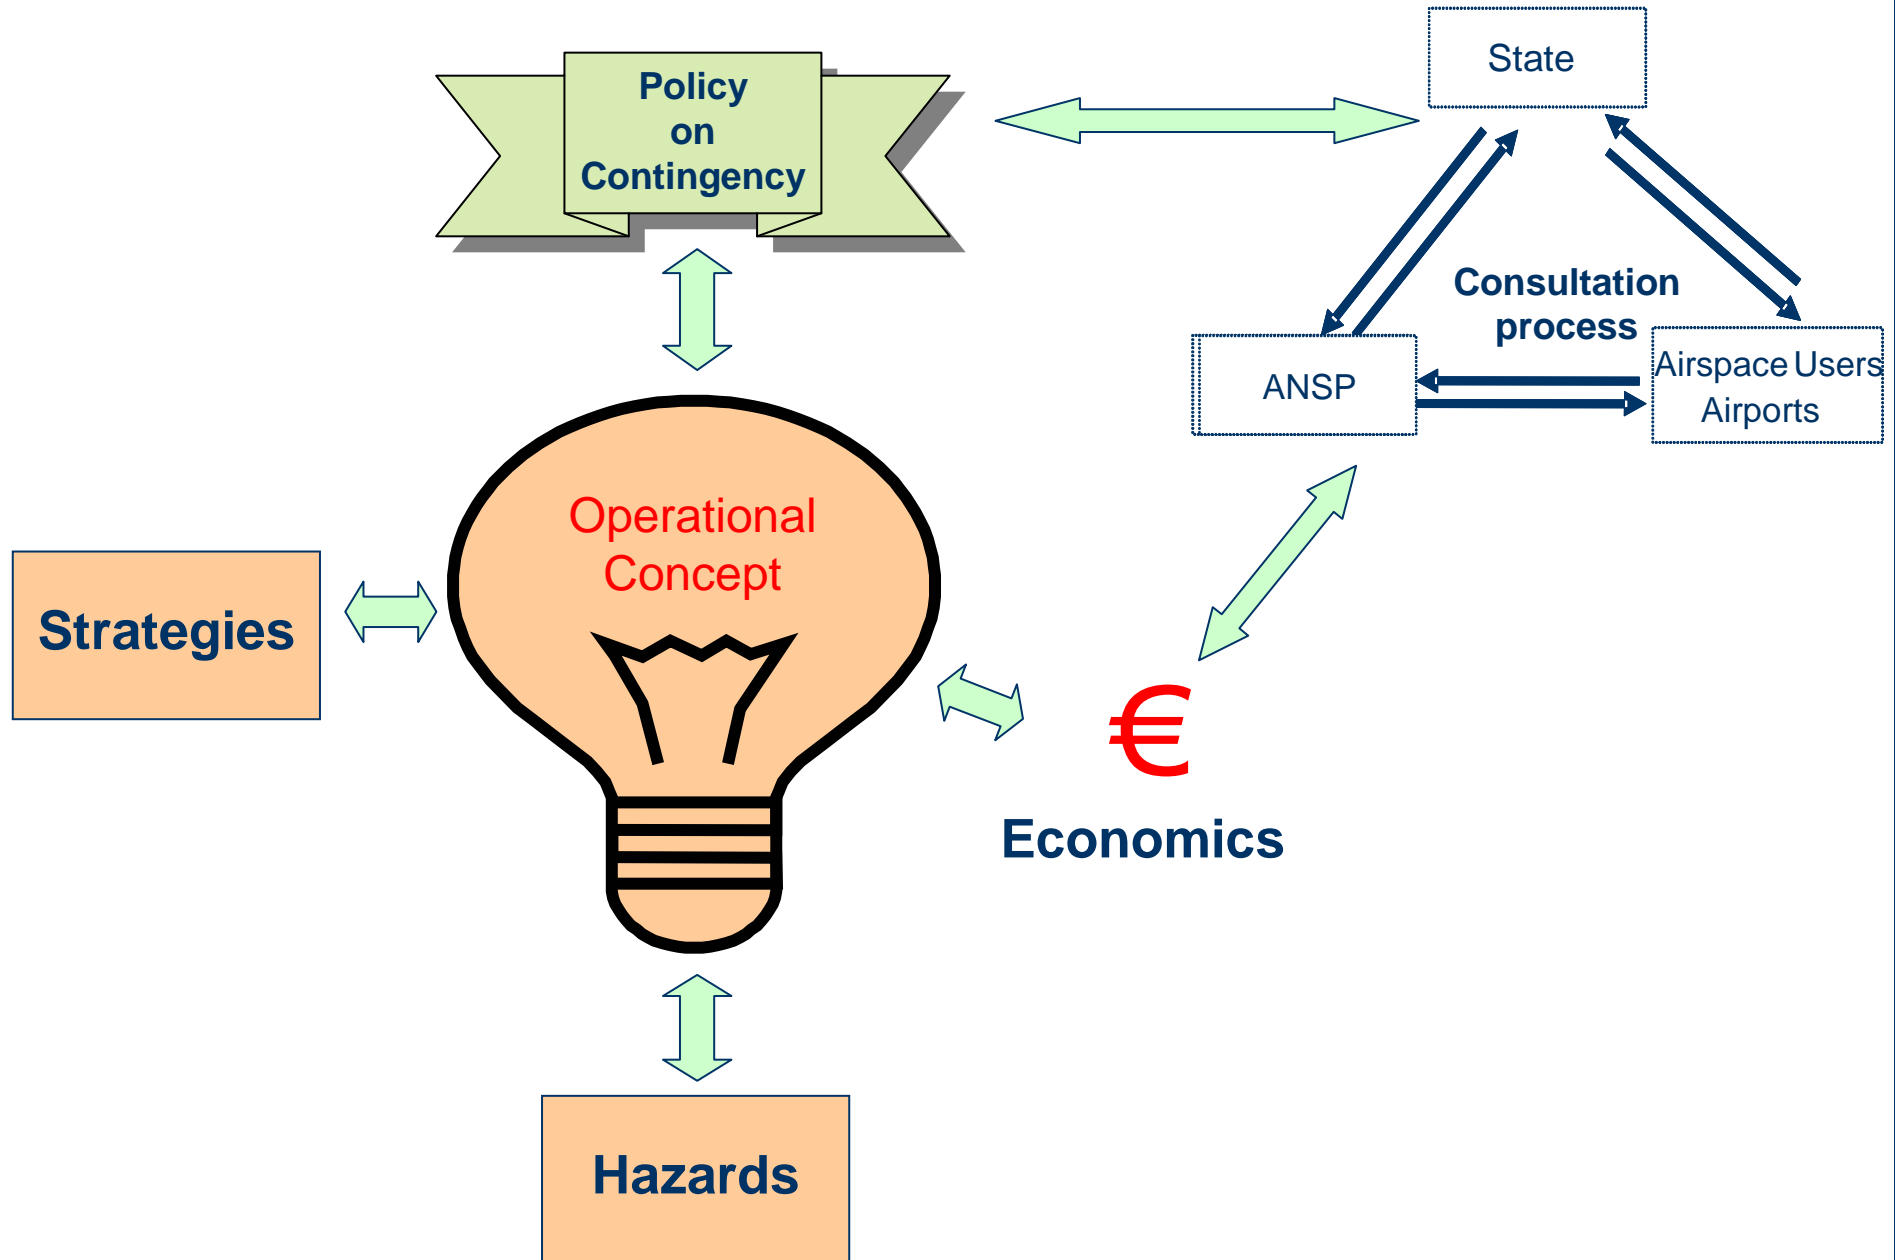 Policy
on
Contingency
State
Consultation
process
ANSP
Airspace Users
Airports
Operational
Concept
Strategies
€
Economics
Hazards